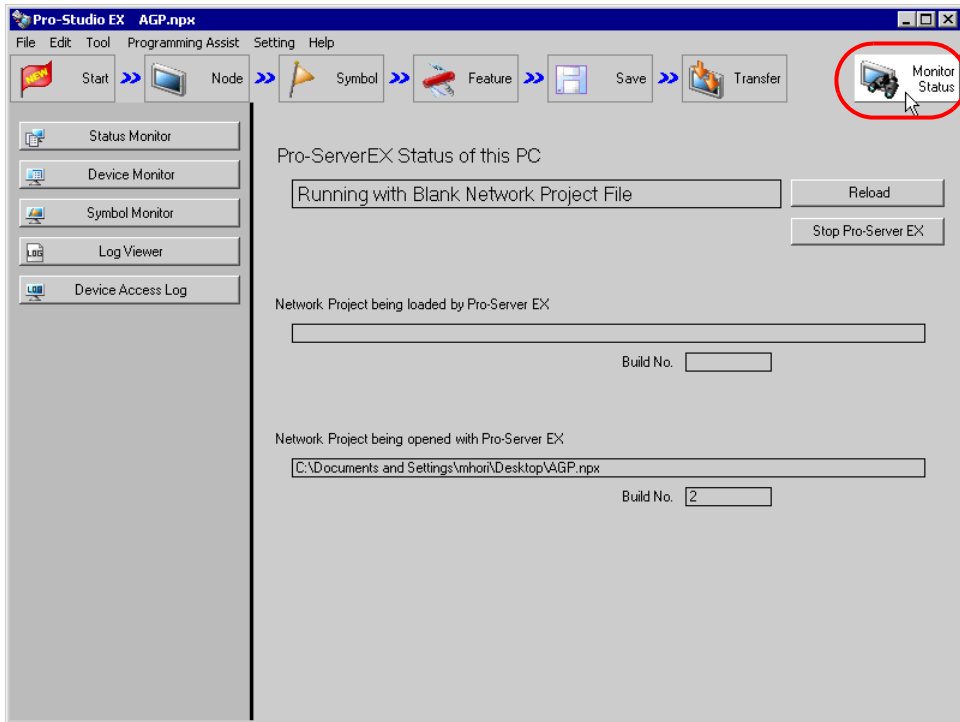 Pro-Studio EX AGP.npx
File Edit Tool Programming Assist Setting Help
NEW Start Node Symbol Feature Save Transfer Monitor
Status
Status Monitor
Device Monitor
Symbol Monitor
LOG Log Viewer
LOG Device Access Log
Pro-ServerEX Status of this PC
Running with Blank Network Project File
Reload
Stop Pro-Server EX
Network Project being loaded by Pro-Server EX
Build No.
Network Project being opened with Pro-Server EX
C:\Documents and Settings\mhori\Desktop\AGP.npx
Build No. 2